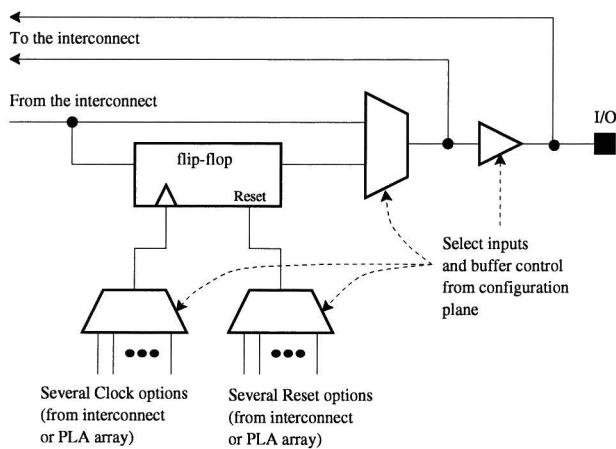 To the interconnect
From the interconnect
I/O
flip-flop
Reset
Select inputs
and buffer control
from configuration
plane
Several Clock options
(from interconnect
or PLA array)
Several Reset options
(from interconnect
or PLA array)